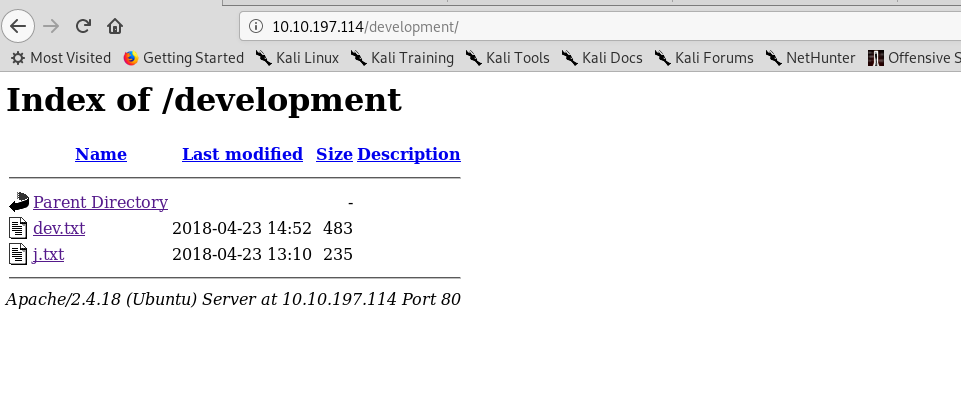 10.10.197.114/development/
Most Visited Getting Started Kali Linux Kali Training Kali Tools Kali Docs Kali Forums NetHunter Offensive S
Index of /development
Name Last modified Size Description
Parent Directory -
dev.txt 2018-04-23 14:52 483
j.txt 2018-04-23 13:10 235
Apache/2.4.18 (Ubuntu) Server at 10.10.197.114 Port 80